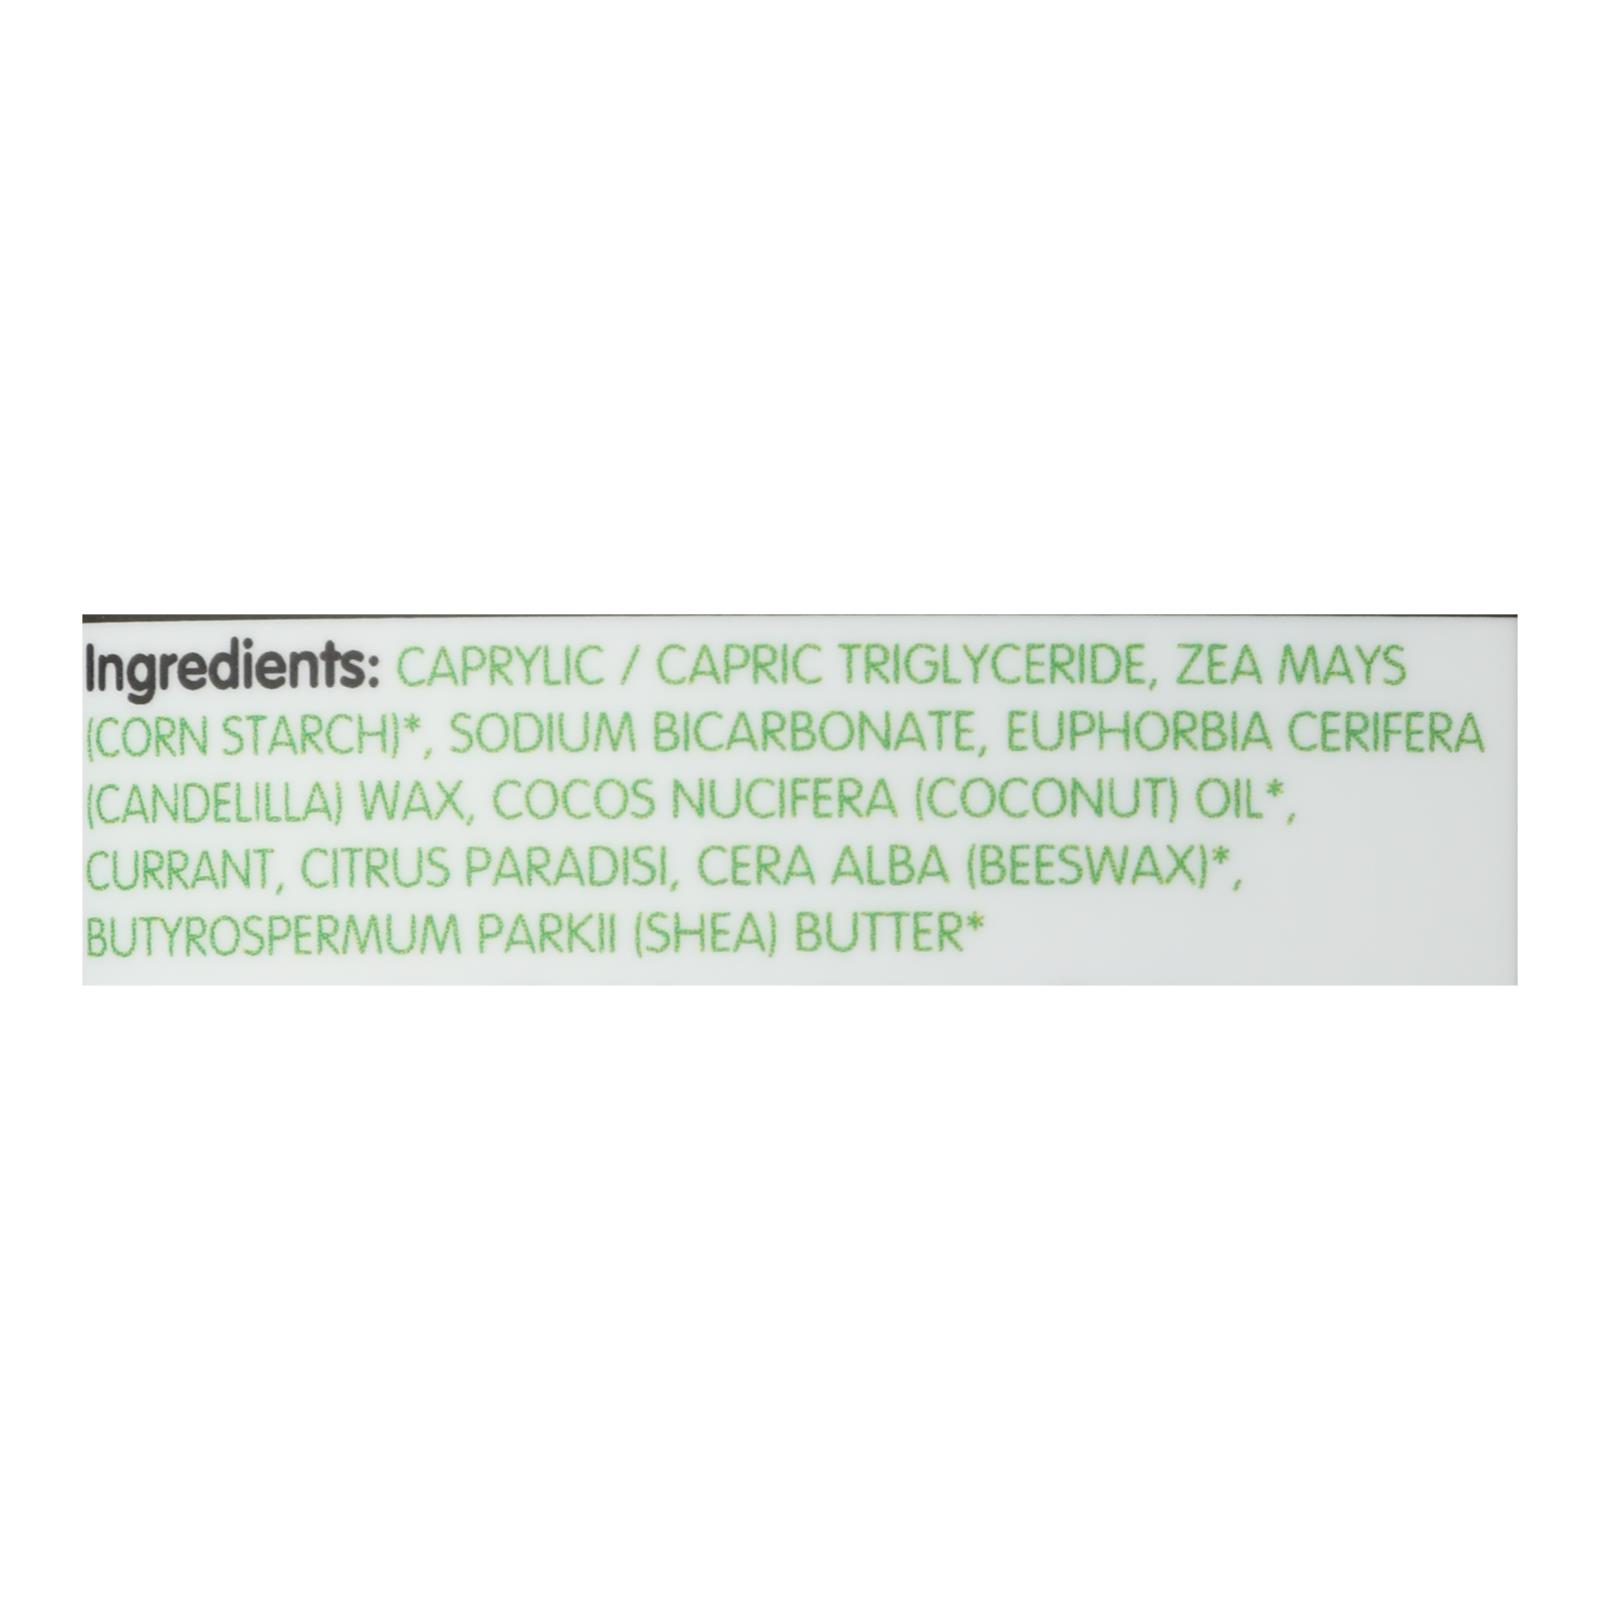 Ingredients: CAPRYLIC / CAPRIC TRIGLYCERIDE, ZEA MAYS
(CORN STARCH)*, SODIUM BICARBONATE, EUPHORBIA CERIFERA
(CANDELILLA) WAX, COCOS NUCIFERA (COCONUT) OIL*,
CURRANT, CITRUS PARADISI, CERA ALBA (BEESWAX)*,
BUTYROSPERMUM PARKII (SHEA) BUTTER*